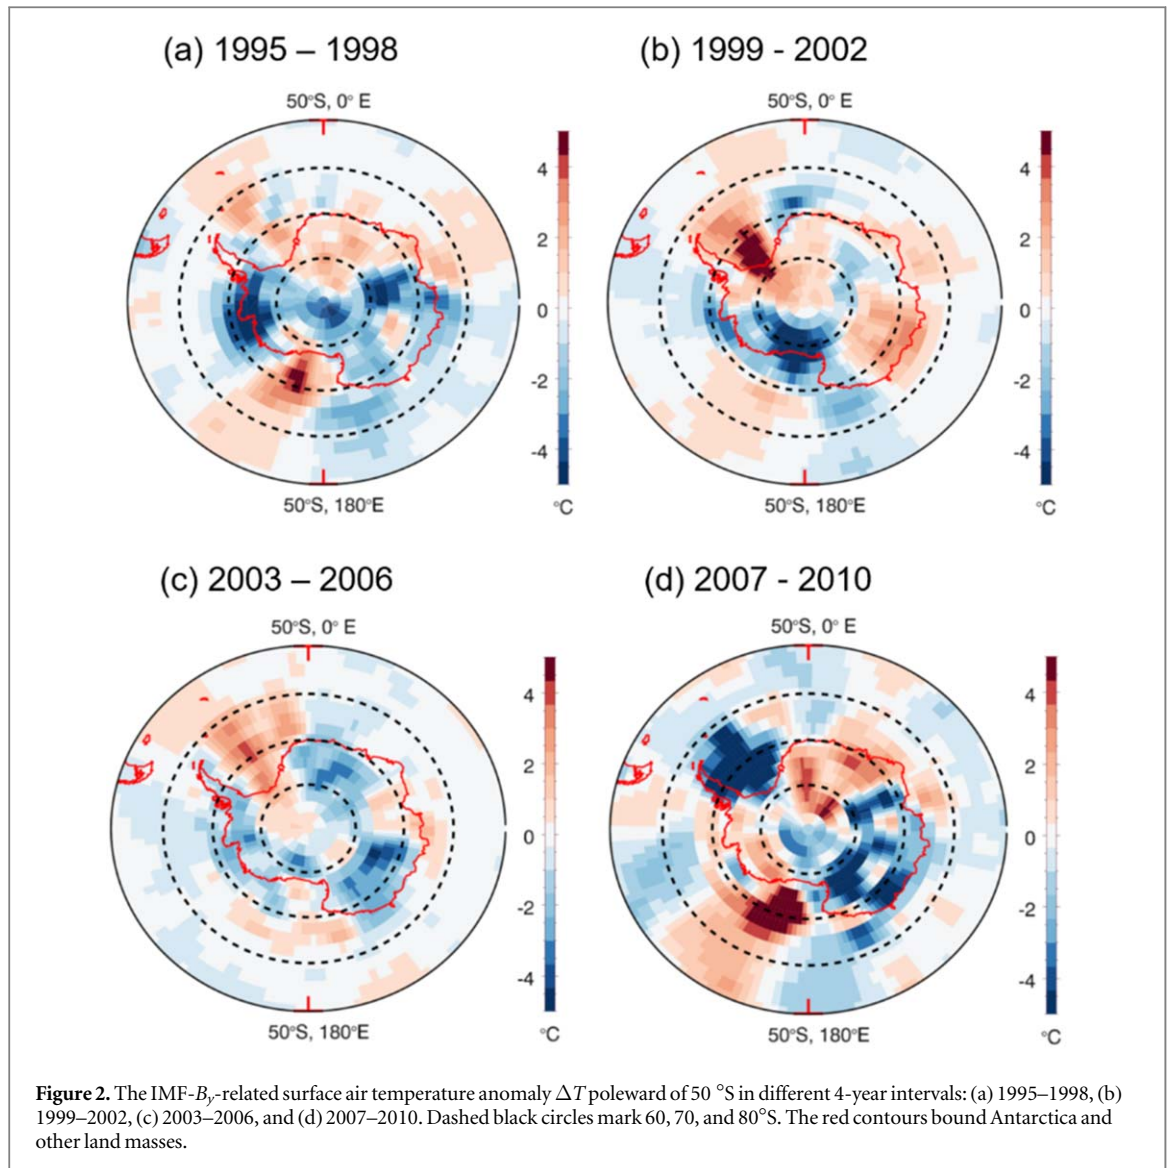 (a) 1995 – 1998
(b) 1999 - 2002
50°S, 0° E
50°S, 0° E
4
2
0
-2
-4
°C
4
2
0
-2
-4
°C
50°S, 180°E
50°S, 180°E
(c) 2003 – 2006
(d) 2007 - 2010
50°S, 0° E
50°S, 0° E
4
2
0
-2
-4
°C
4
2
0
-2
-4
°C
50°S, 180°E
50°S, 180°E
Figure 2. The IMF-By-related surface air temperature anomaly ΔT poleward of 50 °S in different 4-year intervals: (a) 1995–1998, (b)
1999–2002, (c) 2003–2006, and (d) 2007–2010. Dashed black circles mark 60, 70, and 80°S. The red contours bound Antarctica and
other land masses.